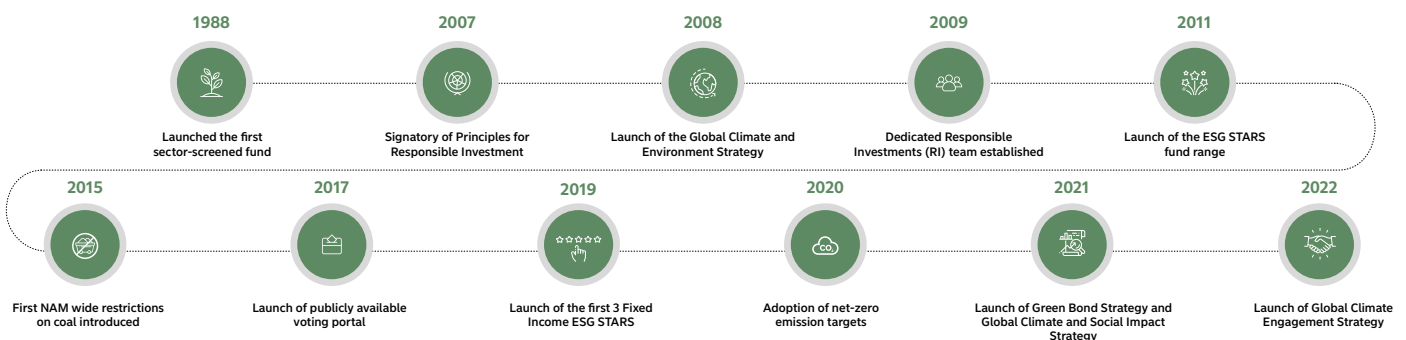 1988
2007
2008
2009
2011
Launched the first
sector-screened fund
Signatory of Principles for
Responsible Investment
Launch of the Global Climate and
Environment Strategy
Dedicated Responsible
Investments (RI) team established
Launch of the ESG STARS
fund range
2015
2017
2019
2020
2021
2022
CO₂
First NAM wide restrictions
on coal introduced
Launch of publicly available
voting portal
Launch of the first 3 Fixed
Income ESG STARS
Adoption of net-zero
emission targets
Launch of Green Bond Strategy and
Global Climate and Social Impact
Strategy
Launch of Global Climate
Engagement Strategy